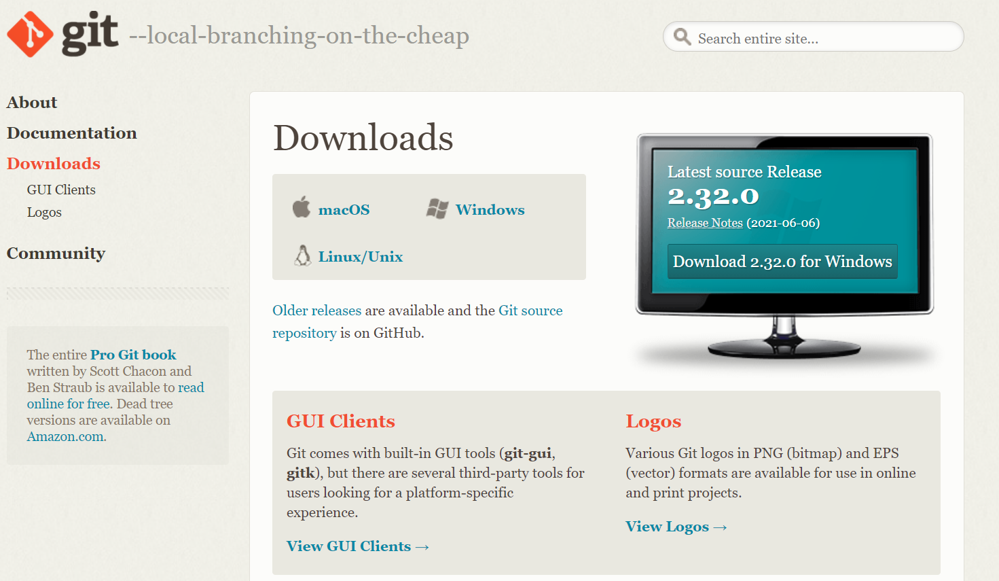 git --local-branching-on-the-cheap
Search entire site...
About
Documentation
Downloads
GUI Clients
Logos
Community
The entire Pro Git book
written by Scott Chacon and
Ben Straub is available to read
online for free. Dead tree
versions are available on
Amazon.com.
Downloads
macOS
Windows
Linux/Unix
Older releases are available and the Git source
repository is on GitHub.
Latest source Release
2.32.0
Release Notes (2021-06-06)
Download 2.32.0 for Windows
GUI Clients
Git comes with built-in GUI tools (git-gui,
gitk), but there are several third-party tools for
users looking for a platform-specific
experience.
View GUI Clients →
Logos
Various Git logos in PNG (bitmap) and EPS
(vector) formats are available for use in online
and print projects.
View Logos →